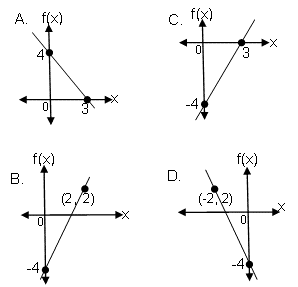 A.
f(x)
4
0
3
x
C.
f(x)
0
3
x
-4
B.
f(x)
(2, 2)
0
x
-4
D.
f(x)
(-2, 2)
0
x
-4